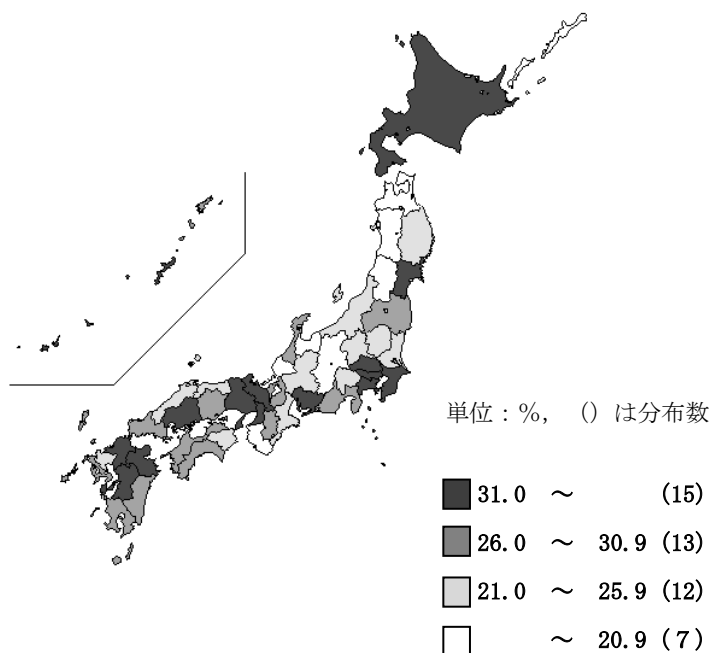 単位：％， （）は分布数
31.0 ～ (15)
26.0 ～ 30.9 (13)
21.0 ～ 25.9 (12)
～ 20.9 (7)